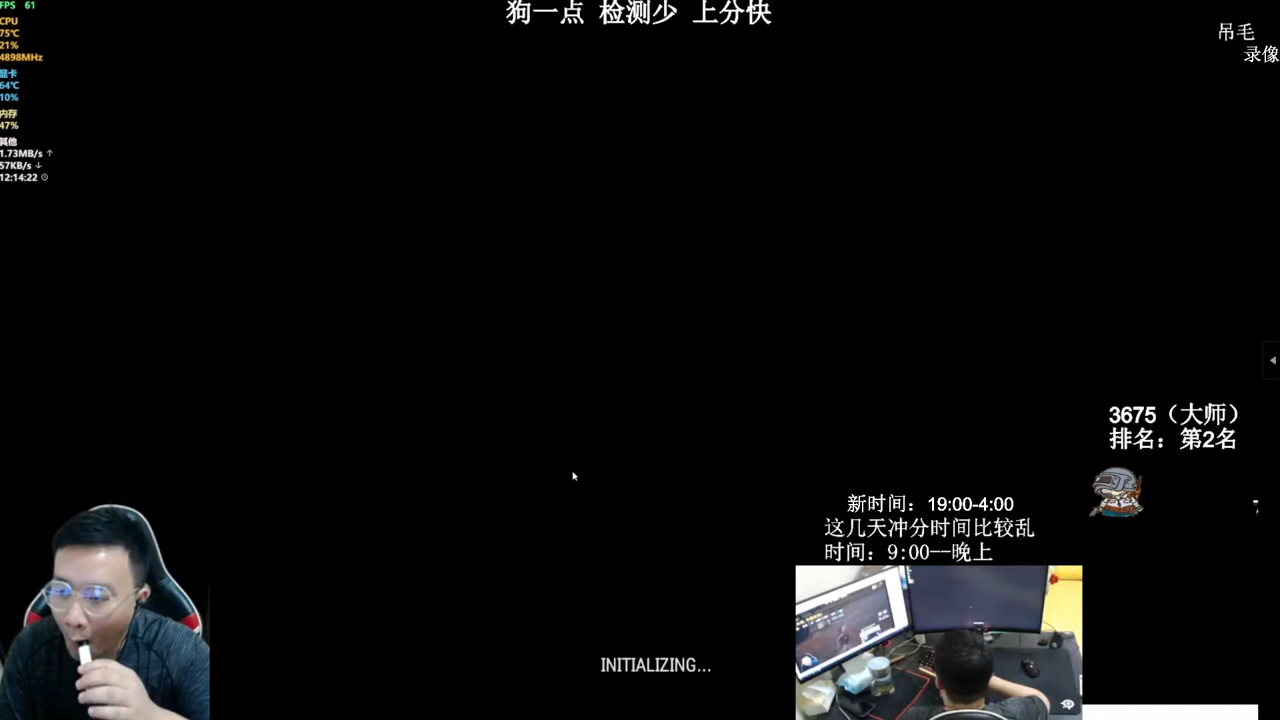 FPS 61
CPU
75℃
21%
4898MHz
显卡
64℃
10%
内存
47%
其他
1.73MB/s ↑
57KB/s ↓
12:14:22
狗一点 检测少 上分快
吊毛
录像
3675（大师）
排名：第2名
新时间：19:00-4:00
这几天冲分时间比较乱
时间：9:00--晚上
INITIALIZING...